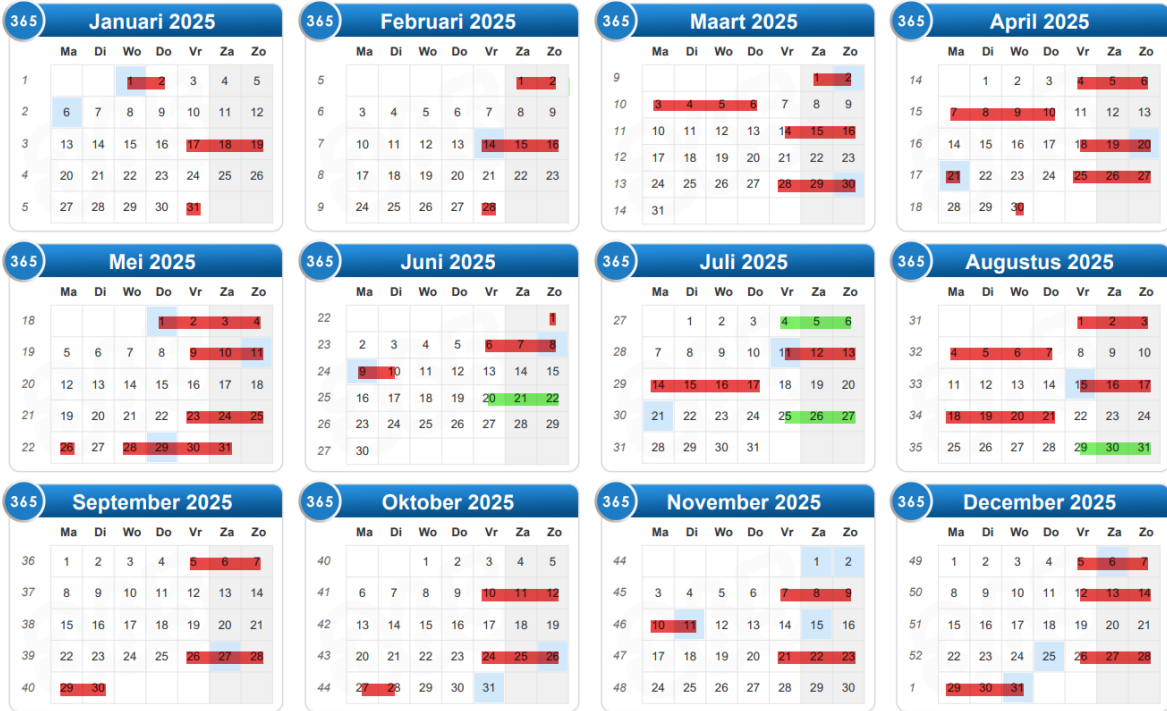 365 Januari 2025
Ma Di Wo Do Vr Za Zo
1 1 2 3 4 5
2 6 7 8 9 10 11 12
3 13 14 15 16 17 18 19
4 20 21 22 23 24 25 26
5 27 28 29 30 31
365 Februari 2025
Ma Di Wo Do Vr Za Zo
5 1 2
6 3 4 5 6 7 8 9
7 10 11 12 13 14 15 16
8 17 18 19 20 21 22 23
9 24 25 26 27 28
365 Maart 2025
Ma Di Wo Do Vr Za Zo
9 1 2
10 3 4 5 6 7 8 9
11 10 11 12 13 14 15 16
12 17 18 19 20 21 22 23
13 24 25 26 27 28 29 30
14 31
365 April 2025
Ma Di Wo Do Vr Za Zo
14 1 2 3 4 5 6
15 7 8 9 10 11 12 13
16 14 15 16 17 18 19 20
17 21 22 23 24 25 26 27
18 28 29 30
365 Mei 2025
Ma Di Wo Do Vr Za Zo
18 1 2 3 4
19 5 6 7 8 9 10 11
20 12 13 14 15 16 17 18
21 19 20 21 22 23 24 25
22 26 27 28 29 30 31
365 Juni 2025
Ma Di Wo Do Vr Za Zo
22 1
23 2 3 4 5 6 7 8
24 9 10 11 12 13 14 15
25 16 17 18 19 20 21 22
26 23 24 25 26 27 28 29
27 30
365 Juli 2025
Ma Di Wo Do Vr Za Zo
27 1 2 3 4 5 6
28 7 8 9 10 11 12 13
29 14 15 16 17 18 19 20
30 21 22 23 24 25 26 27
31 28 29 30 31
365 Augustus 2025
Ma Di Wo Do Vr Za Zo
31 1 2 3
32 4 5 6 7 8 9 10
33 11 12 13 14 15 16 17
34 18 19 20 21 22 23 24
35 25 26 27 28 29 30 31
365 September 2025
Ma Di Wo Do Vr Za Zo
36 1 2 3 4 5 6 7
37 8 9 10 11 12 13 14
38 15 16 17 18 19 20 21
39 22 23 24 25 26 27 28
40 29 30
365 Oktober 2025
Ma Di Wo Do Vr Za Zo
40 1 2 3 4 5
41 6 7 8 9 10 11 12
42 13 14 15 16 17 18 19
43 20 21 22 23 24 25 26
44 27 28 29 30 31
365 November 2025
Ma Di Wo Do Vr Za Zo
44 1 2
45 3 4 5 6 7 8 9
46 10 11 12 13 14 15 16
47 17 18 19 20 21 22 23
48 24 25 26 27 28 29 30
365 December 2025
Ma Di Wo Do Vr Za Zo
49 1 2 3 4 5 6 7
50 8 9 10 11 12 13 14
51 15 16 17 18 19 20 21
52 22 23 24 25 26 27 28
1 29 30 31